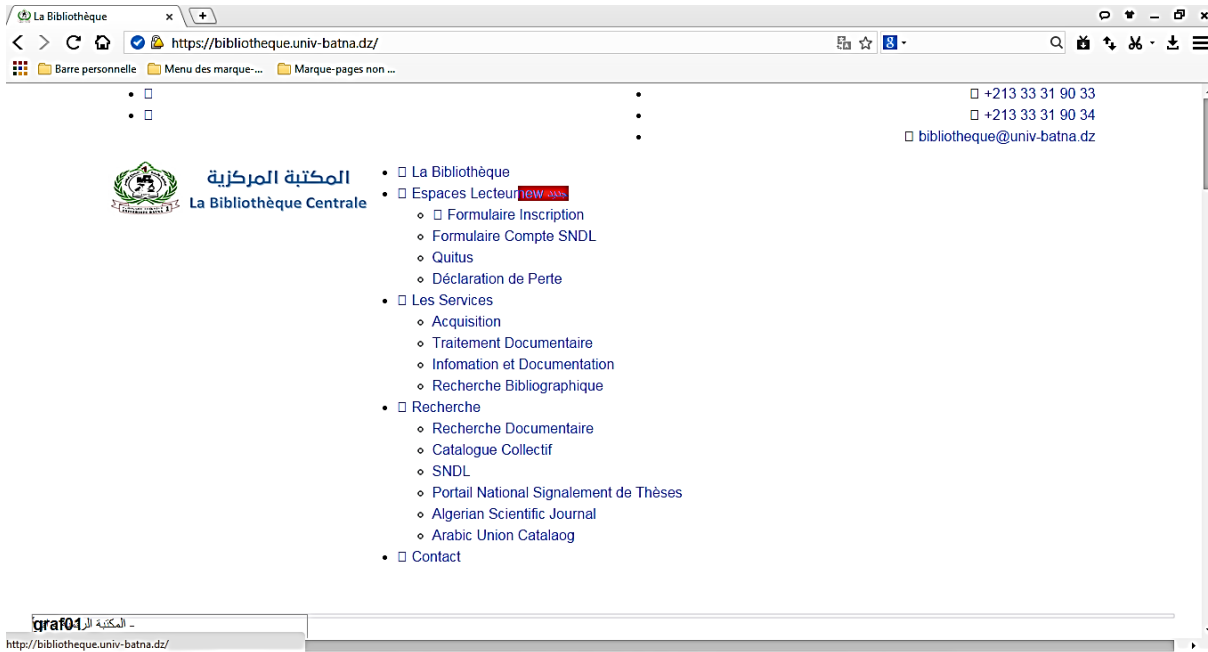 La Bibliothèque
https://bibliotheque.univ-batna.dz/
Barre personnelle
Menu des marque-...
Marque-pages non ...
+213 33 31 90 33
+213 33 31 90 34
bibliotheque@univ-batna.dz
المكتبة المركزية
La Bibliothèque Centrale
La Bibliothèque
Espaces Lecteurnew
Formulaire Inscription
Formulaire Compte SNDL
Quitus
Déclaration de Perte
Les Services
Acquisition
Traitement Documentaire
Infomation et Documentation
Recherche Bibliographique
Recherche
Recherche Documentaire
Catalogue Collectif
SNDL
Portail National Signalement de Thèses
Algerian Scientific Journal
Arabic Union Catalaog
Contact
graf01 المكتبة -
http://bibliotheque.univ-batna.dz/